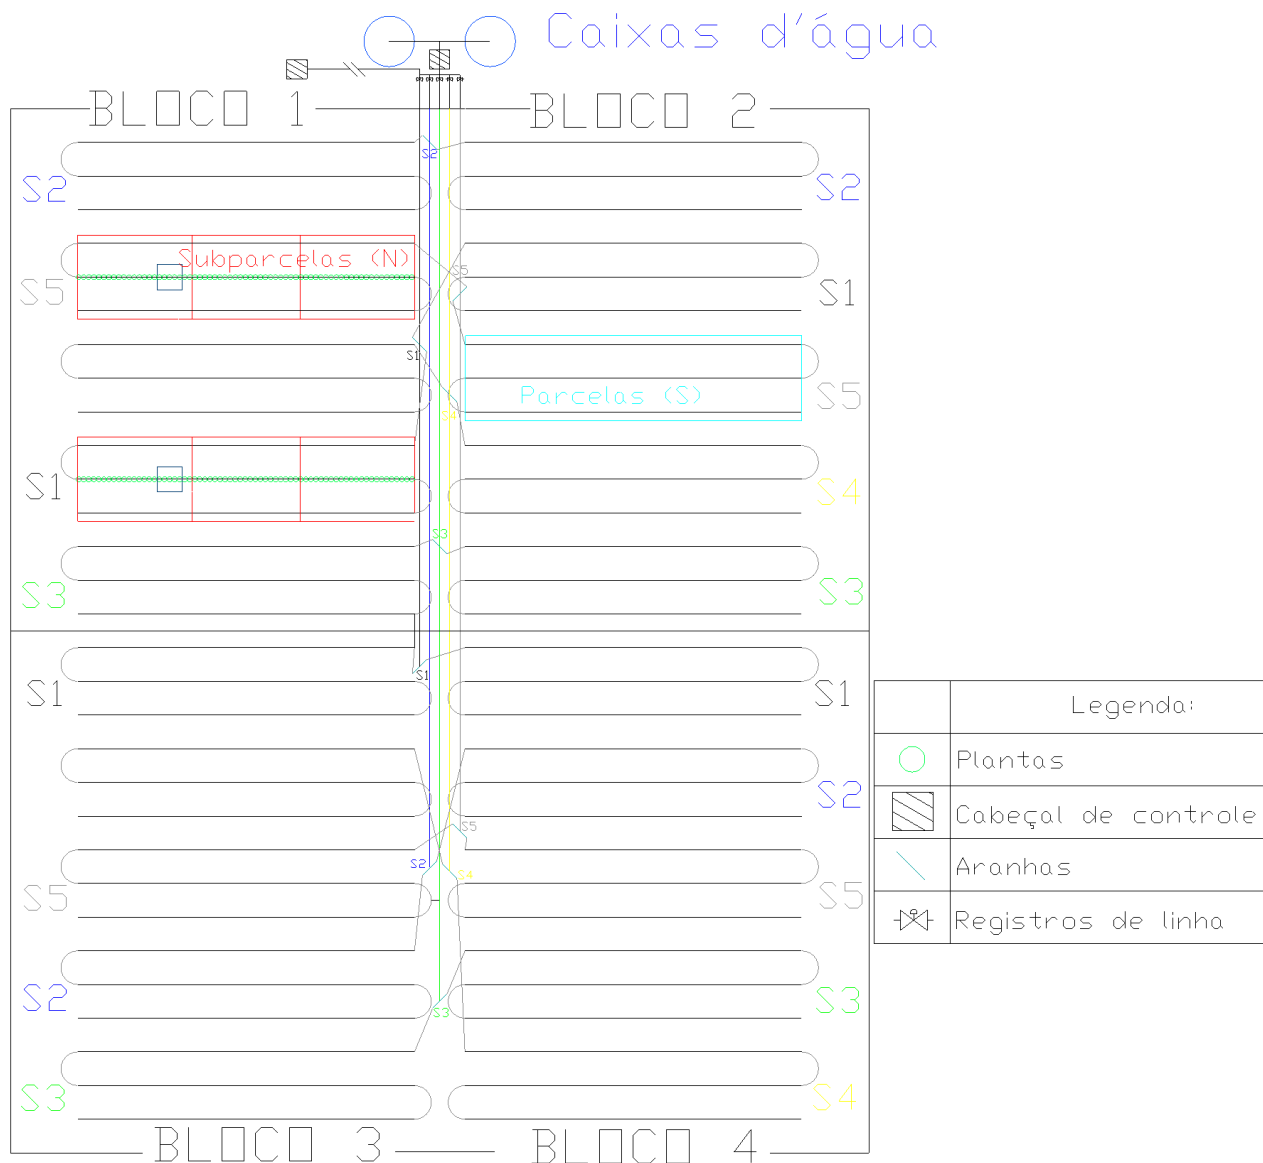 Caixas d'água
BLOCO 1
BLOCO 2
S2
S2
S2
Subparcelas (N)
S5
S5
S1
S1
Parcelas (S)
S5
S4
S1
S4
S3
S3
S3
S1
S1
S1
S2
S5
S2
S4
S5
S5
S2
S3
S3
S3
S4
BLOCO 3
BLOCO 4
Legenda:
Plantas
Cabeçal de controle
Aranhas
Registros de linha